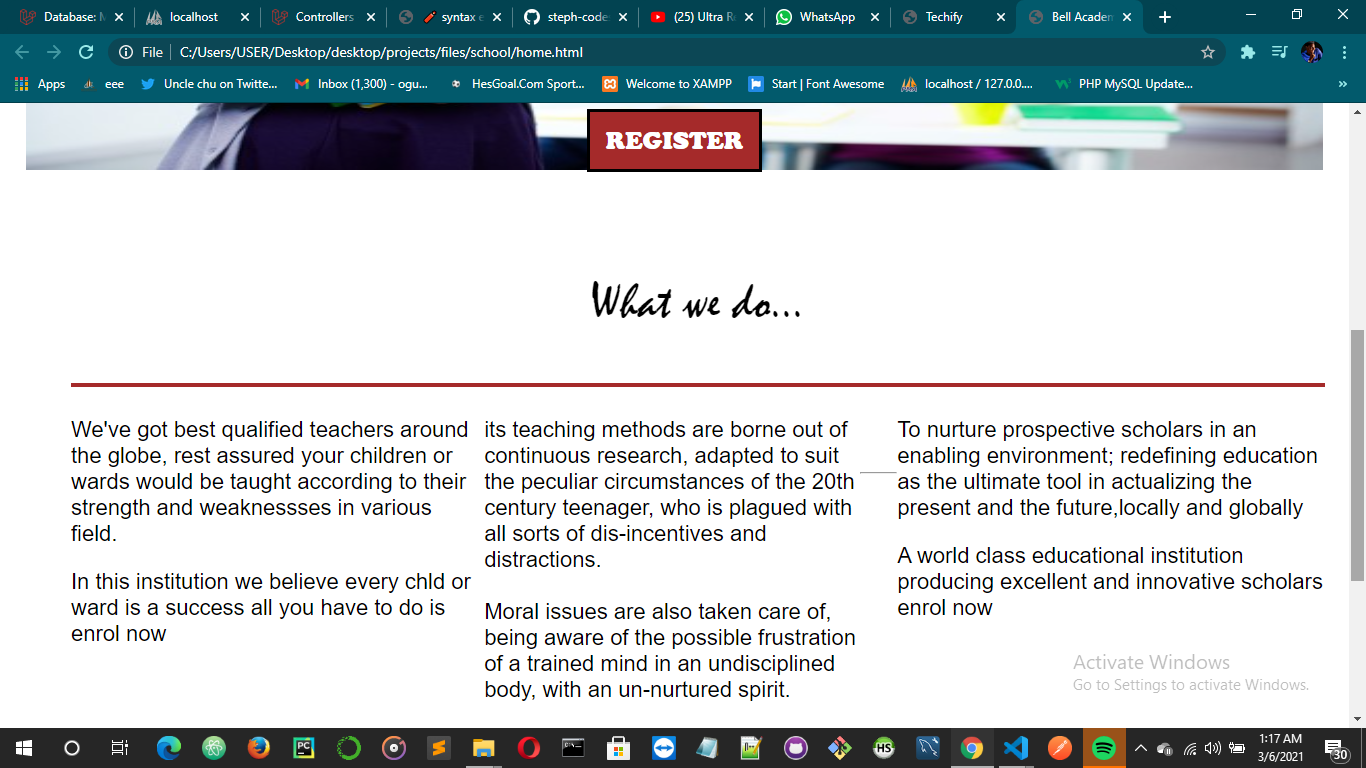 Database: M
localhost
Controllers
syntax e
steph-code
(25) Ultra R
WhatsApp
Techify
Bell Academ
File
C:/Users/USER/Desktop/desktop/projects/files/school/home.html
Apps
eee
Uncle chu on Twitte...
Inbox (1,300) - ogu...
HesGoal.Com Sport...
Welcome to XAMPP
Start | Font Awesome
localhost / 127.0.0....
PHP MySQL Update...
»
REGISTER
What we do...
We've got best qualified teachers around
the globe, rest assured your children or
wards would be taught according to their
strength and weaknessses in various
field.
In this institution we believe every chld or
ward is a success all you have to do is
enrol now
its teaching methods are borne out of
continuous research, adapted to suit
the peculiar circumstances of the 20th
century teenager, who is plagued with
all sorts of dis-incentives and
distractions.
Moral issues are also taken care of,
being aware of the possible frustration
of a trained mind in an undisciplined
body, with an un-nurtured spirit.
To nurture prospective scholars in an
enabling environment; redefining education
as the ultimate tool in actualizing the
present and the future,locally and globally
A world class educational institution
producing excellent and innovative scholars
enrol now
Activate Windows
Go to Settings to activate Windows.
PC
HS
1:17 AM
3/6/2021
30